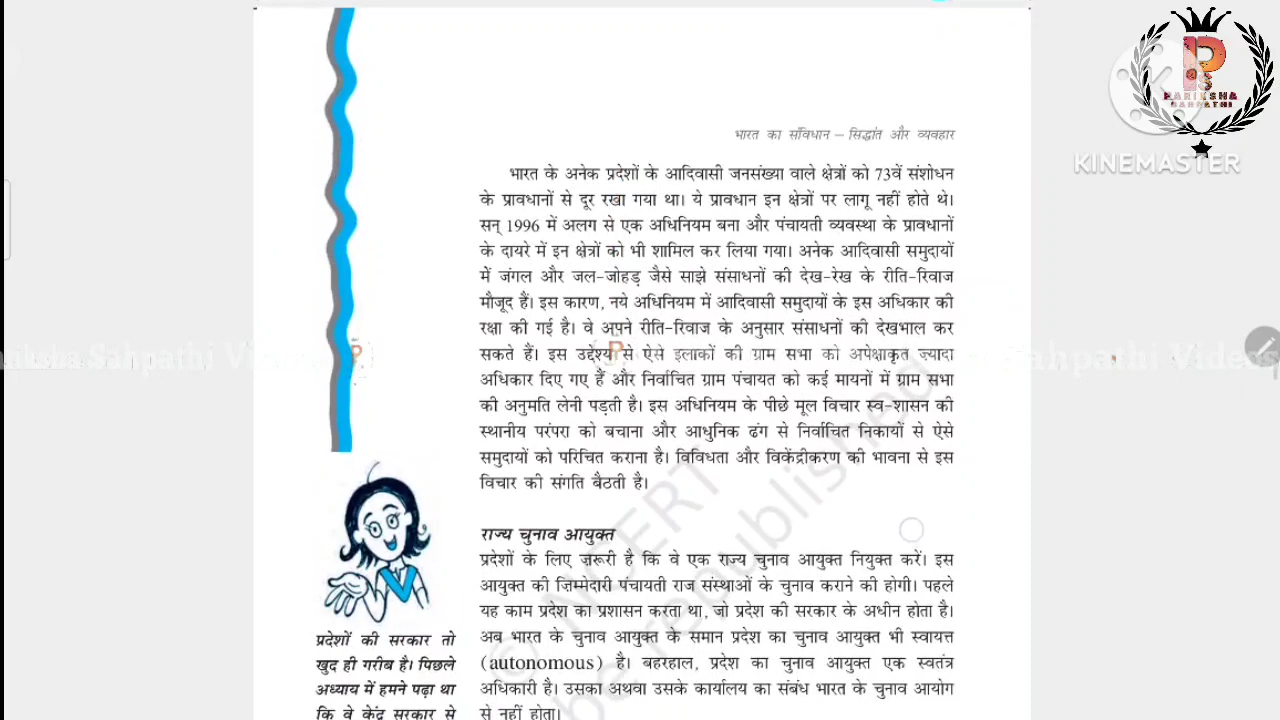 भारत का संविधान – सिद्धांत और व्यवहार
भारत के अनेक प्रदेशों के आदिवासी जनसंख्या वाले क्षेत्रों को 73वें संशोधन
के प्रावधानों से दूर रखा गया था। ये प्रावधान इन क्षेत्रों पर लागू नहीं होते थे।
सन् 1996 में अलग से एक अधिनियम बना और पंचायती व्यवस्था के प्रावधानों
के दायरे में इन क्षेत्रों को भी शामिल कर लिया गया। अनेक आदिवासी समुदायों
में जंगल और जल-जोहड़ जैसे साझे संसाधनों की देख-रेख के रीति-रिवाज
मौजूद हैं। इस कारण, नये अधिनियम में आदिवासी समुदायों के इस अधिकार की
रक्षा की गई है। वे अपने रीति-रिवाज के अनुसार संसाधनों की देखभाल कर
सकते हैं। इस उद्देश्य से ऐसे इलाकों की ग्राम सभा को अपेक्षाकृत ज़्यादा
अधिकार दिए गए हैं और निर्वाचित ग्राम पंचायत को कई मायनों में ग्राम सभा
की अनुमति लेनी पड़ती है। इस अधिनियम के पीछे मूल विचार स्व-शासन की
स्थानीय परंपरा को बचाना और आधुनिक ढंग से निर्वाचित निकायों से ऐसे
समुदायों को परिचित कराना है। विविधता और विकेंद्रीकरण की भावना से इस
विचार की संगति बैठती है।
राज्य चुनाव आयुक्त
प्रदेशों के लिए ज़रूरी है कि वे एक राज्य चुनाव आयुक्त नियुक्त करें। इस
आयुक्त की ज़िम्मेदारी पंचायती राज संस्थाओं के चुनाव कराने की होगी। पहले
यह काम प्रदेश का प्रशासन करता था, जो प्रदेश की सरकार के अधीन होता है।
अब भारत के चुनाव आयुक्त के समान प्रदेश का चुनाव आयुक्त भी स्वायत्त
(autonomous) है। बहरहाल, प्रदेश का चुनाव आयुक्त एक स्वतंत्र
अधिकारी है। उसका अथवा उसके कार्यालय का संबंध भारत के चुनाव आयोग
से नहीं होता।
प्रदेशों की सरकार तो
खुद ही गरीब है। पिछले
अध्याय में हमने पढ़ा था
कि वे केंद्र सरकार से
PARIKSHA
SAHPATHI
KINEMASTER
Sahpathi Videos
© NCERT
be republished